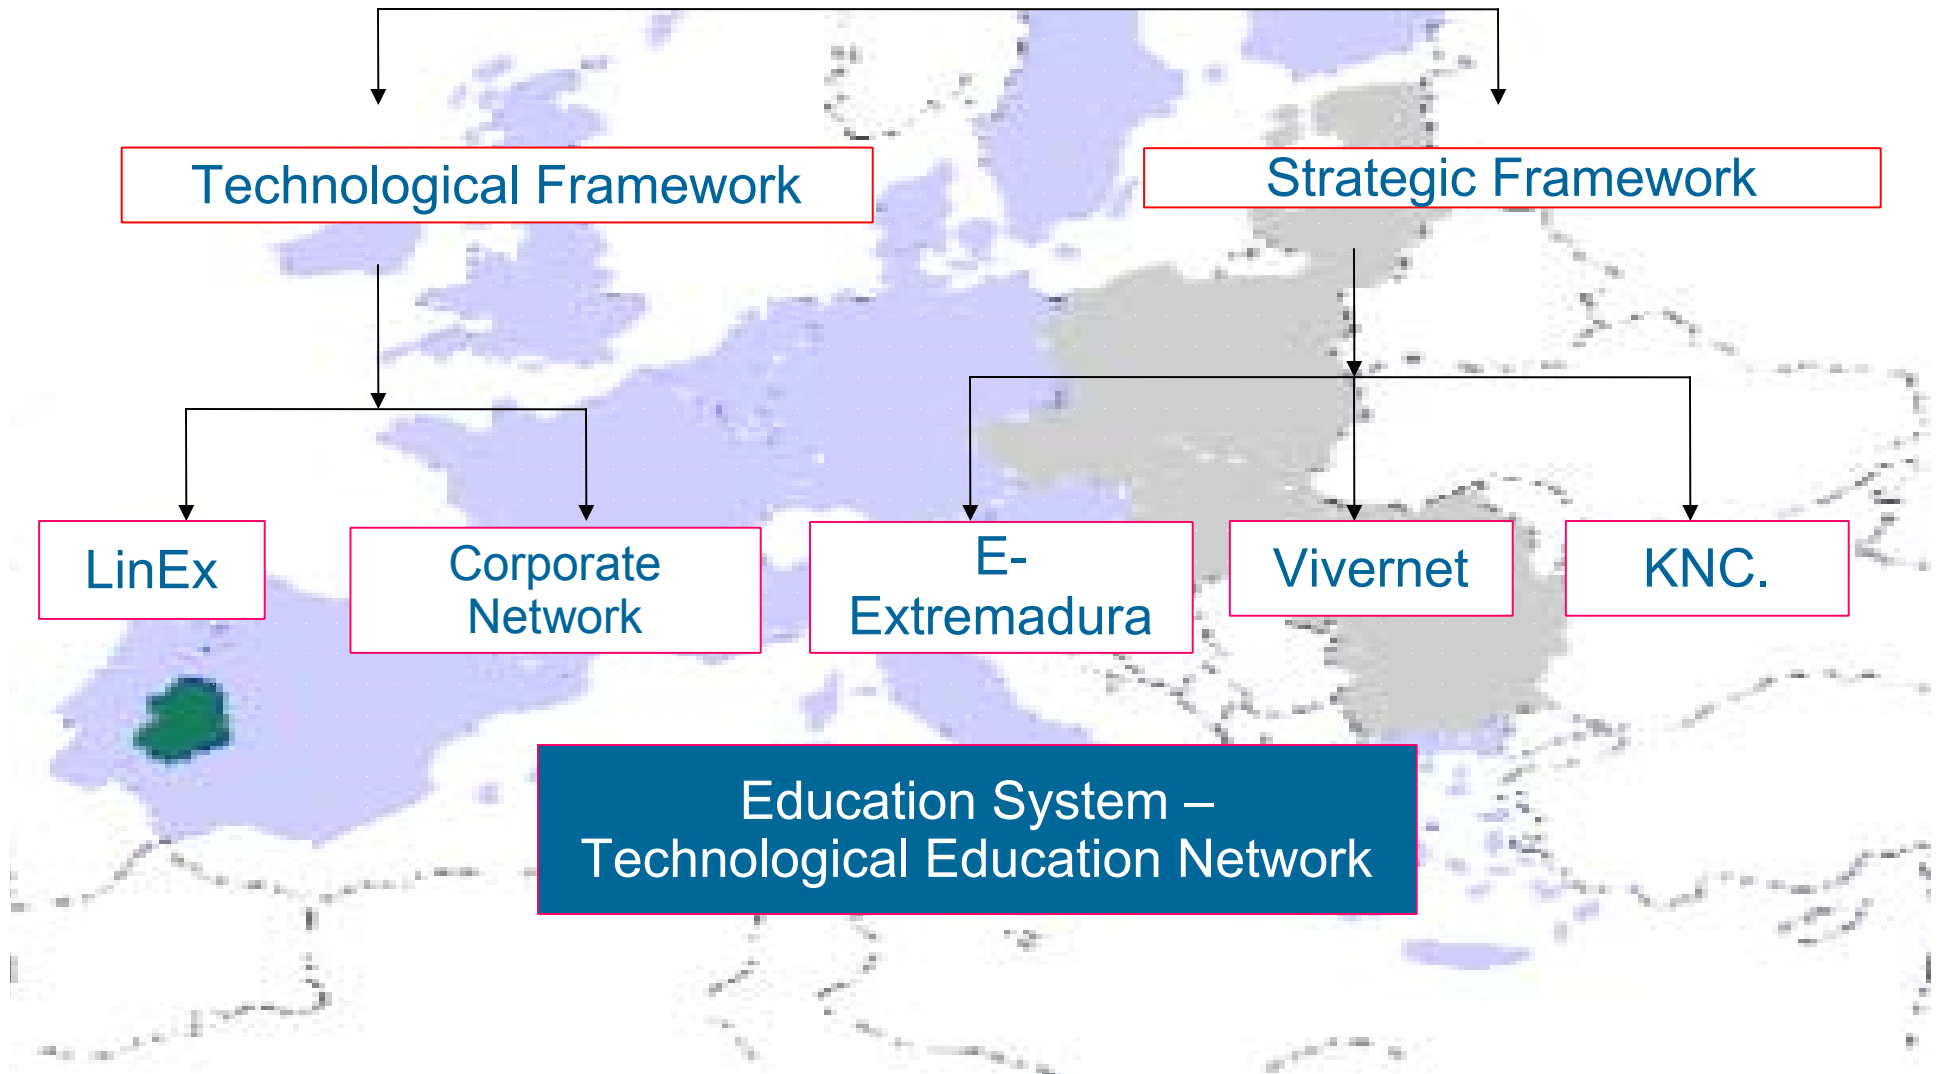 Technological Framework
Strategic Framework
LinEx
Corporate
Network
E-
Extremadura
Vivernet
KNC.
Education System –
Technological Education Network